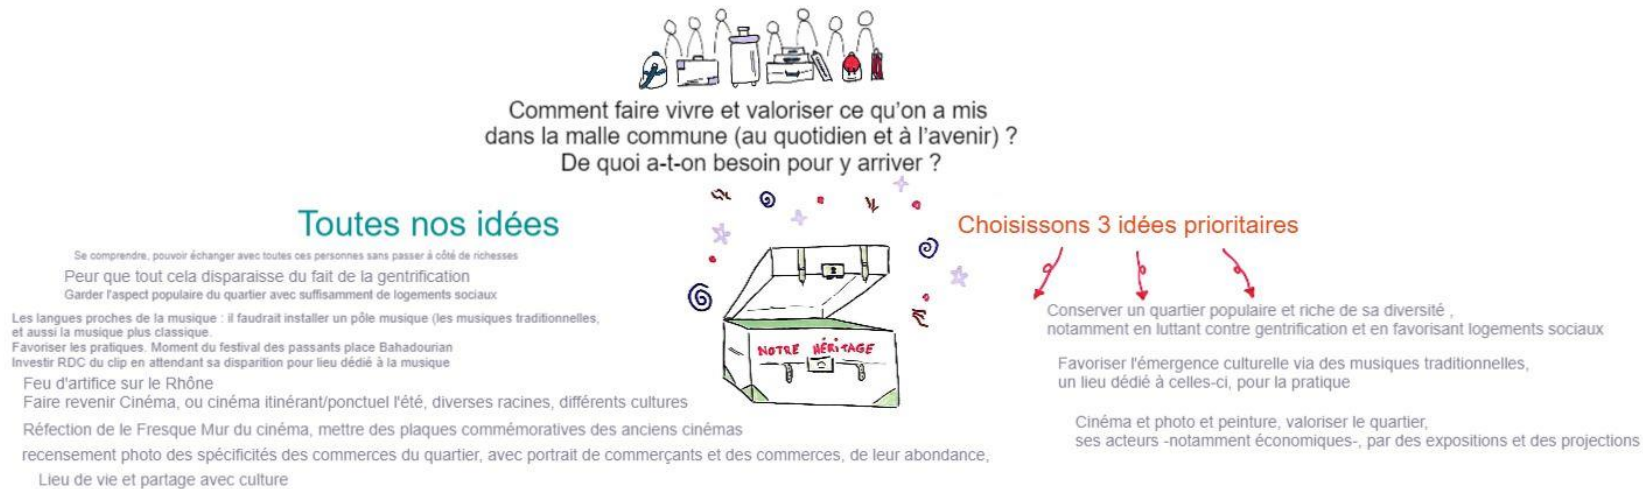 Comment faire vivre et valoriser ce qu'on a mis
dans la malle commune (au quotidien et à l'avenir) ?
De quoi a-t-on besoin pour y arriver ?
Toutes nos idées
Se comprendre, pouvoir échanger avec toutes ces personnes sans passer à côté de richesses
Peur que tout cela disparaisse du fait de la gentrification
Garder l'aspect populaire du quartier avec suffisamment de logements sociaux
Les langues proches de la musique : il faudrait installer un pôle musique (les musiques traditionnelles,
et aussi la musique plus classique.
Favoriser les pratiques. Moment du festival des passants place Bahadourian
Investir RDC du clip en attendant sa disparition pour lieu dédié à la musique
Feu d'artifice sur le Rhône
Faire revenir Cinéma, ou cinéma itinérant/ponctuel l'été, diverses racines, différents cultures
Réfection de le Fresque Mur du cinéma, mettre des plaques commémoratives des anciens cinémas
recensement photo des spécificités des commerces du quartier, avec portrait de commerçants et des commerces, de leur abondance,
Lieu de vie et partage avec culture
NOTRE HÉRITAGE
Choisissons 3 idées prioritaires
Conserver un quartier populaire et riche de sa diversité ,
notamment en luttant contre gentrification et en favorisant logements sociaux
Favoriser l'émergence culturelle via des musiques traditionnelles,
un lieu dédié à celles-ci, pour la pratique
Cinéma et photo et peinture, valoriser le quartier,
ses acteurs -notamment économiques-, par des expositions et des projections